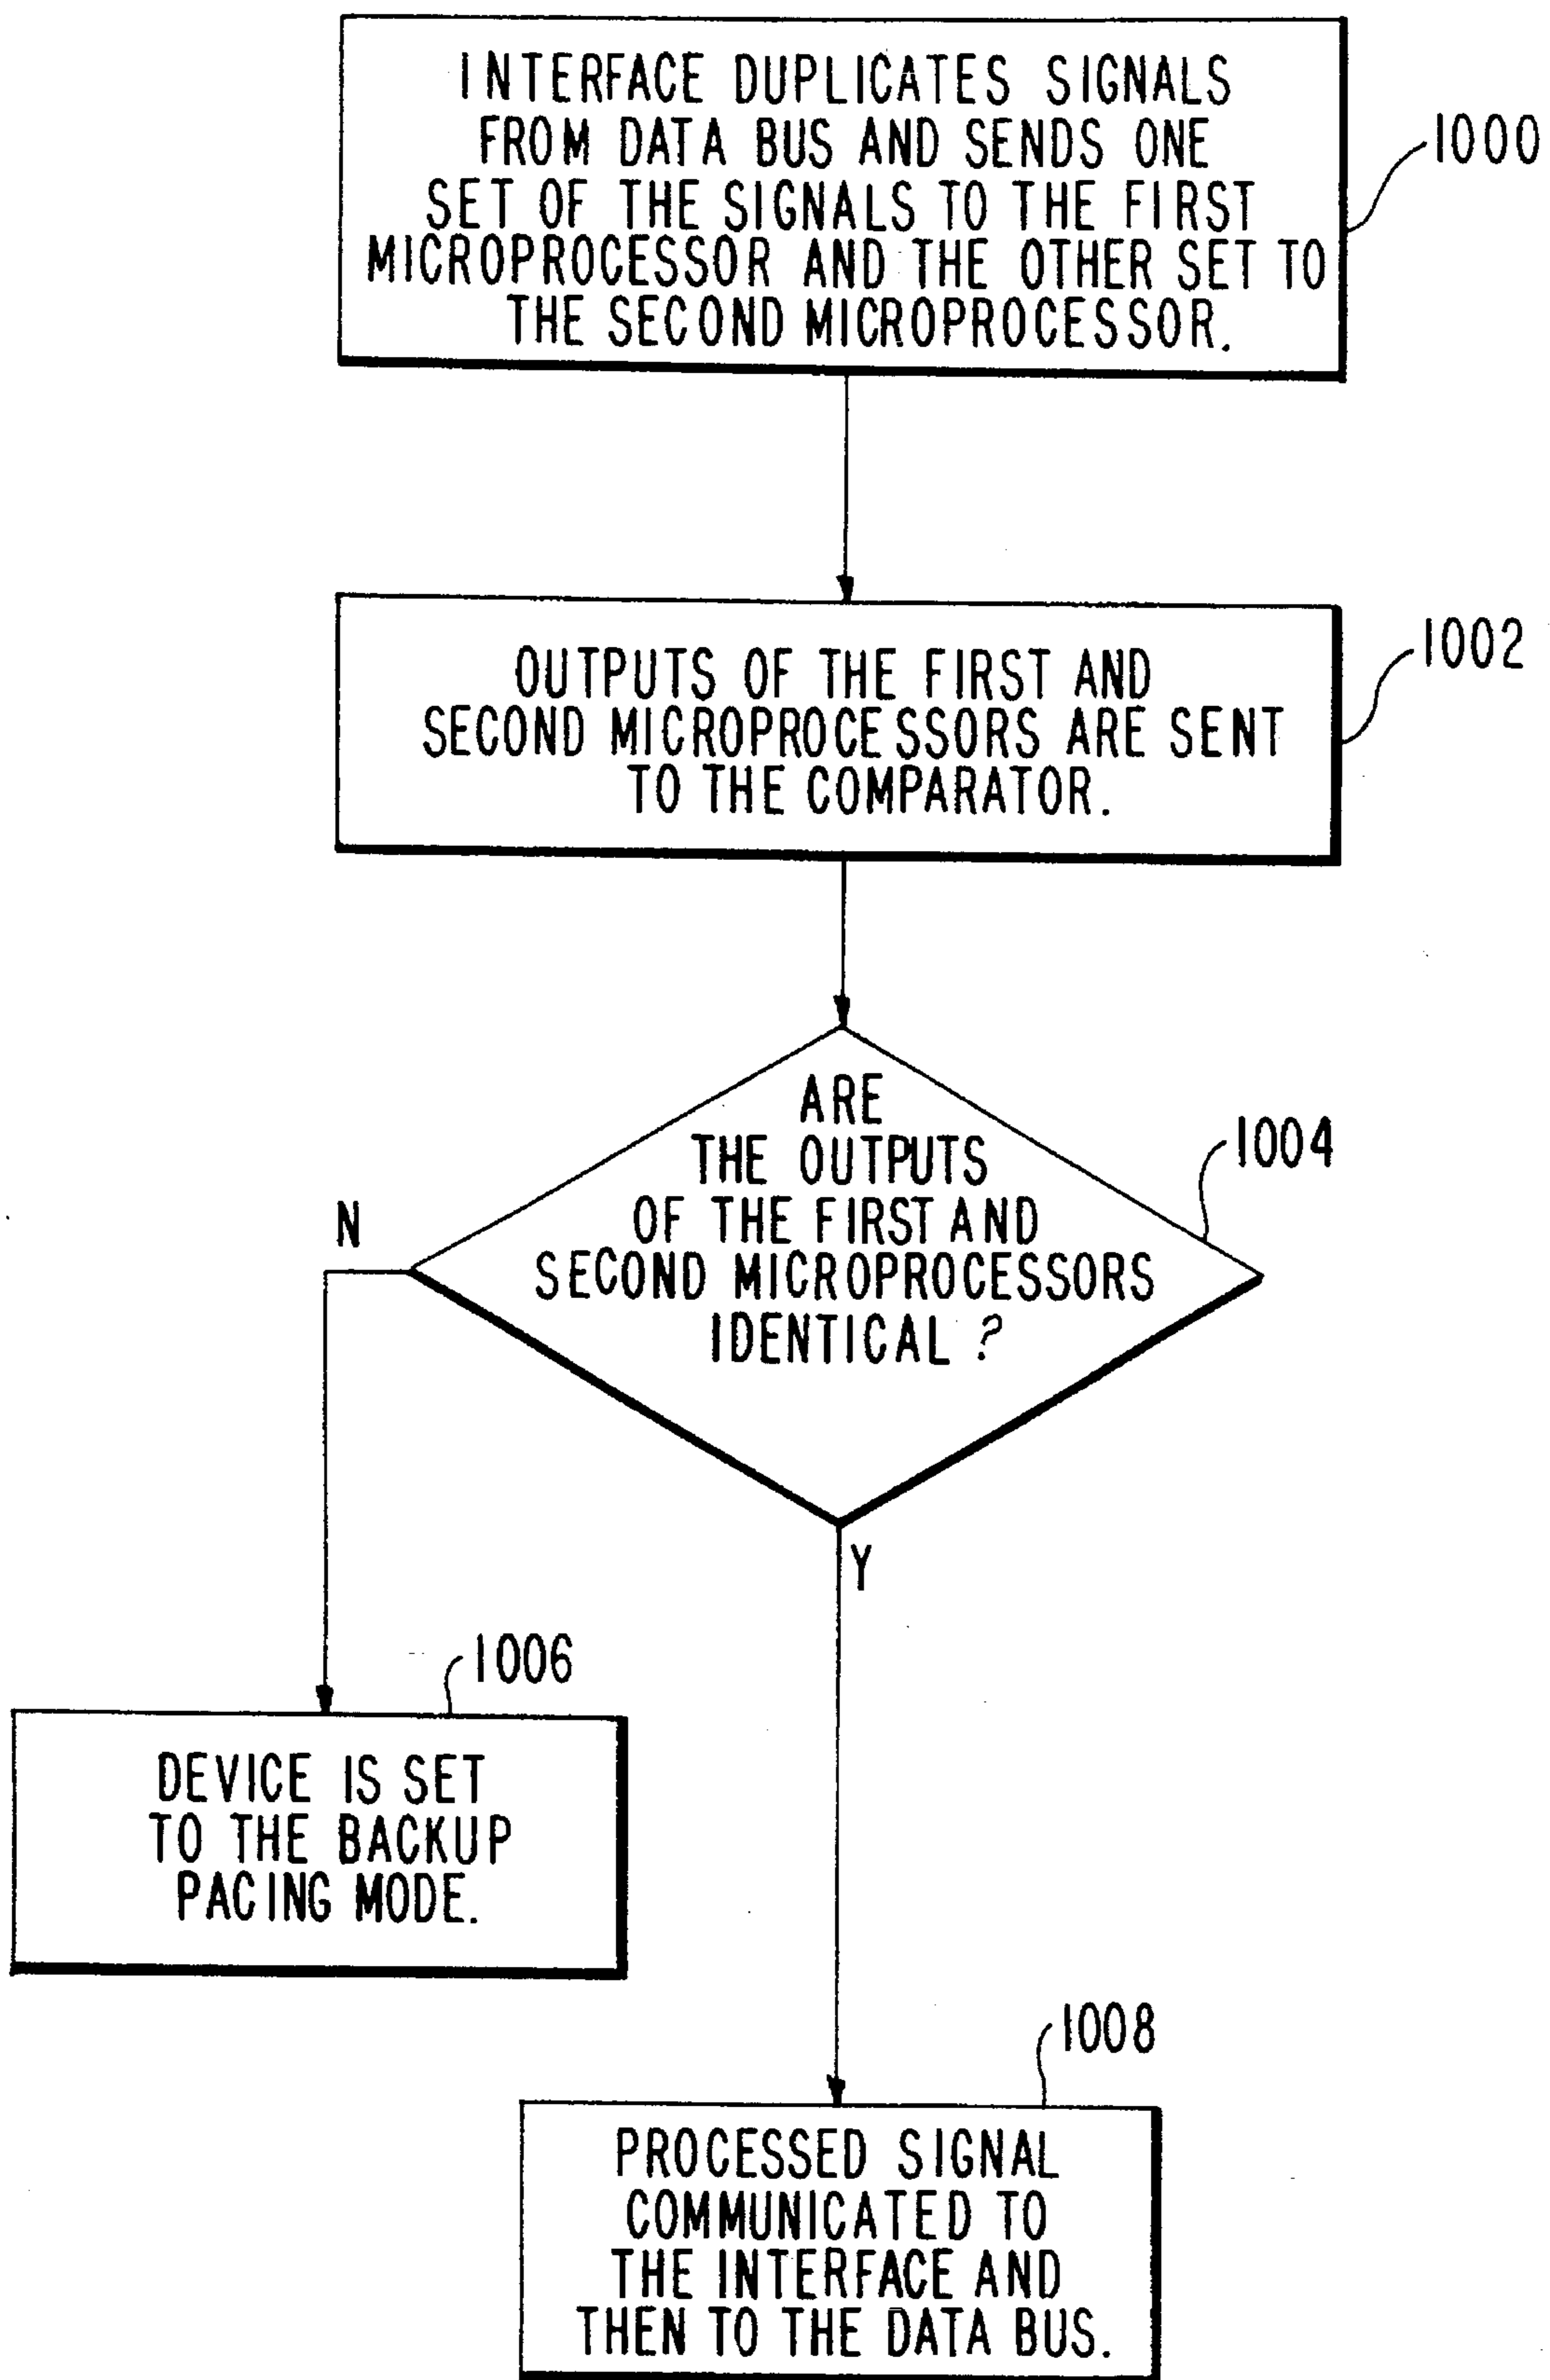 INTERFACE DUPLICATES SIGNALS
FROM DATA BUS AND SENDS ONE
SET OF THE SIGNALS TO THE FIRST
MICROPROCESSOR AND THE OTHER SET TO
THE SECOND MICROPROCESSOR.
1000
OUTPUTS OF THE FIRST AND
SECOND MICROPROCESSORS ARE SENT
TO THE COMPARATOR.
1002
ARE
THE OUTPUTS
OF THE FIRST AND
SECOND MICROPROCESSORS
IDENTICAL ?
1004
N
Y
1006
DEVICE IS SET
TO THE BACKUP
PACING MODE.
1008
PROCESSED SIGNAL
COMMUNICATED TO
THE INTERFACE AND
THEN TO THE DATA BUS.